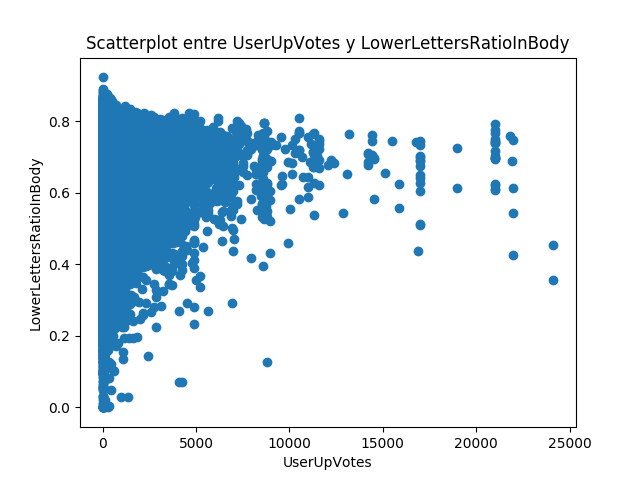 Scatterplot entre UserUpVotes y LowerLettersRatioInBody
LowerLettersRatioInBody
0.8
0.6
0.4
0.2
0.0
0 5000 10000 15000 20000 25000
UserUpVotes